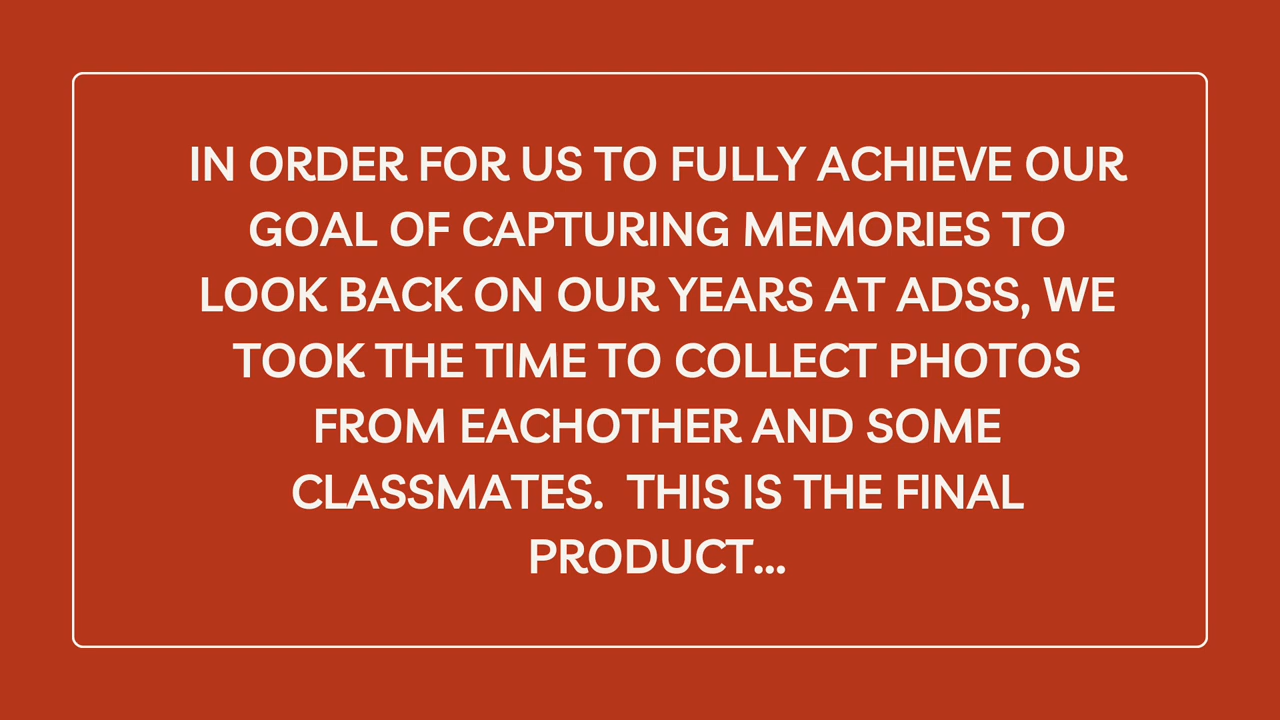 IN ORDER FOR US TO FULLY ACHIEVE OUR
GOAL OF CAPTURING MEMORIES TO
LOOK BACK ON OUR YEARS AT ADSS, WE
TOOK THE TIME TO COLLECT PHOTOS
FROM EACHOTHER AND SOME
CLASSMATES.  THIS IS THE FINAL
PRODUCT...